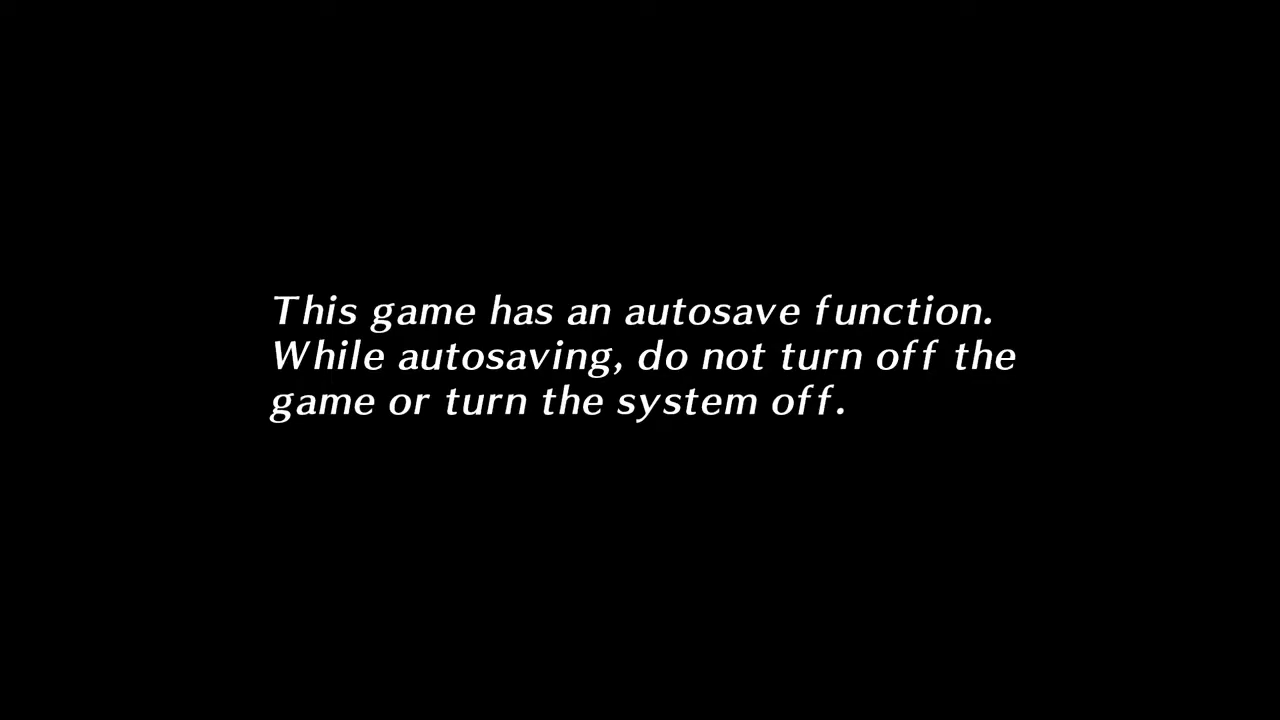 This game has an autosave function.
While autosaving, do not turn off the
game or turn the system off.